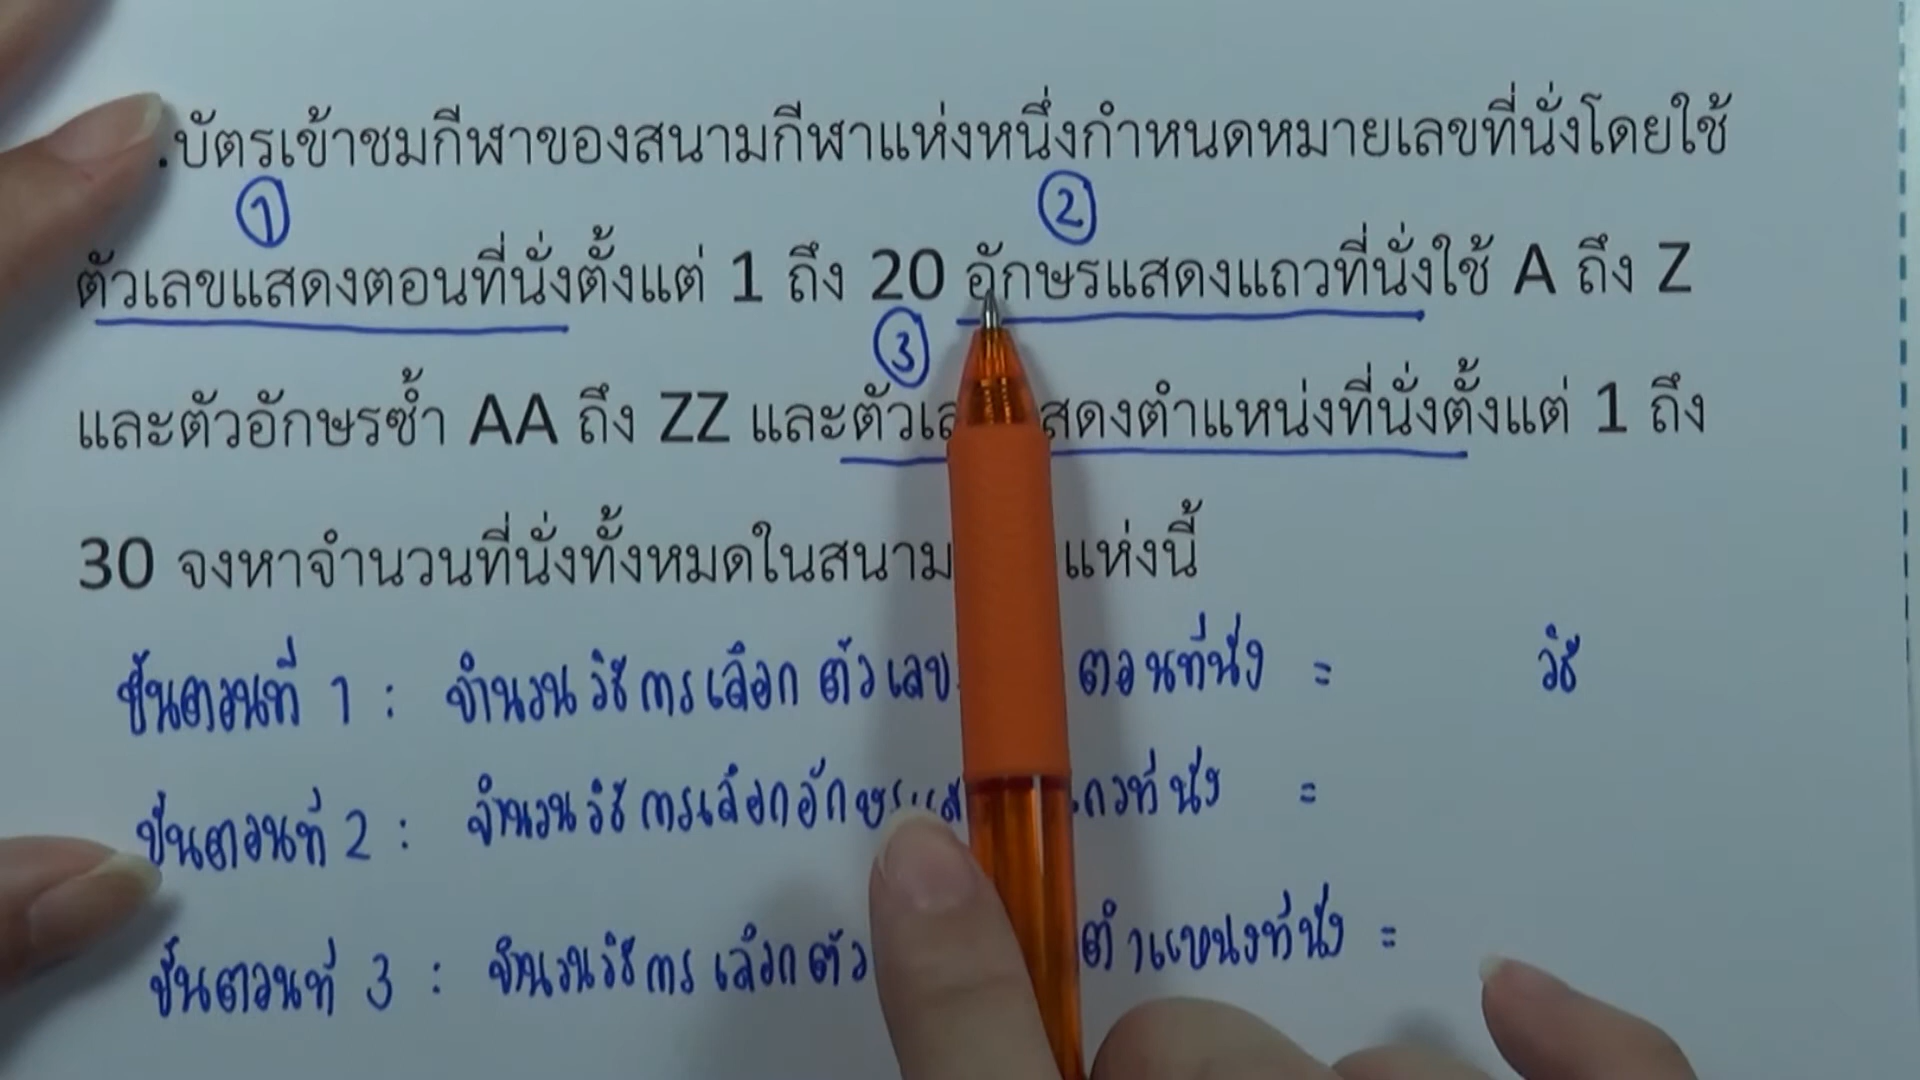 .บัตรเข้าชมกีฬาของสนามกีฬาแห่งหนึ่งกำหนดหมายเลขที่นั่งโดยใช้
1 2
ตัวเลขแสดงตอนที่นั่งตั้งแต่ 1 ถึง 20 อักษรแสดงแถวที่นั่งใช้ A ถึง Z
3
และตัวอักษรซ้ำ AA ถึง ZZ และตัวเล สดงตำแหน่งที่นั่งตั้งแต่ 1 ถึง
30 จงหาจำนวนที่นั่งทั้งหมดในสนาม แห่งนี้
ขั้นตอนที่ 1 : จำนวนวิธีการเลือกตัวเลข ตอนที่นั่ง = วิธี
ขั้นตอนที่ 2 : จำนวนวิธีการเลือกอักษร ที่นั่ง =
ขั้นตอนที่ 3 : จำนวนวิธีการเลือกตัว ตำแหน่งที่นั่ง =